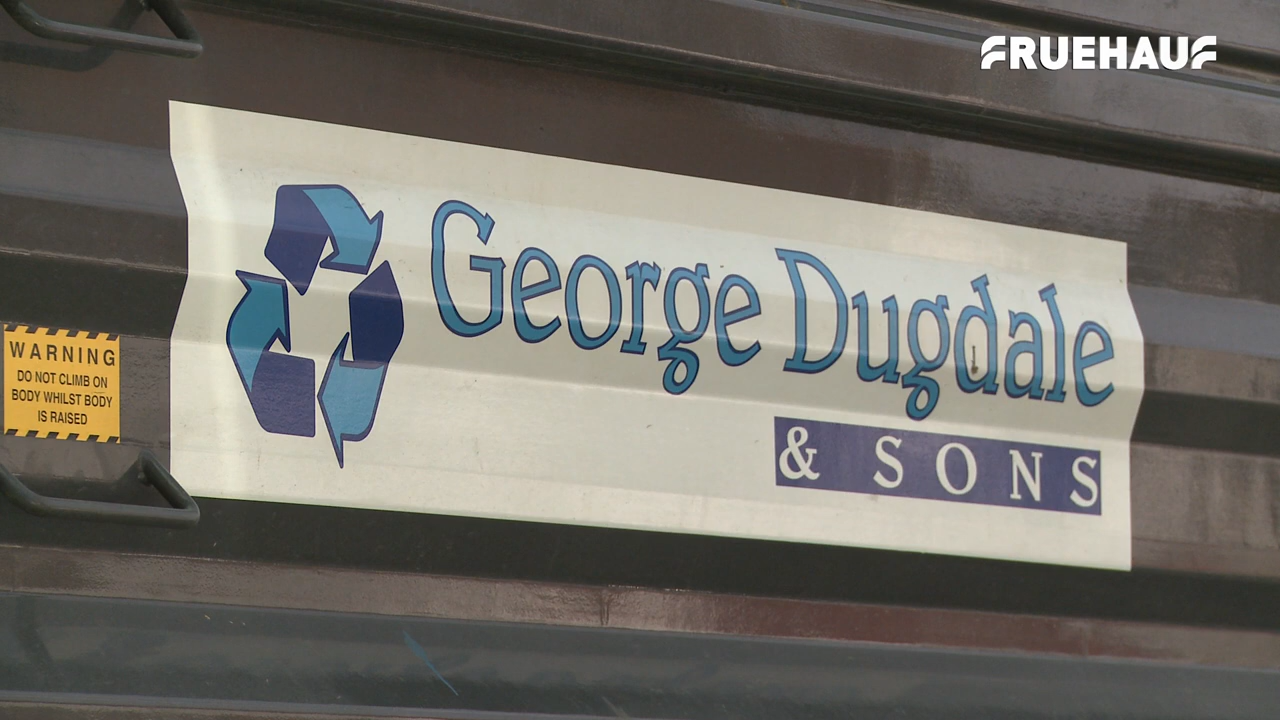 FRUEHAUF
George Dugdale
& SONS
WARNING
DO NOT CLIMB ON
BODY WHILST BODY
IS RAISED